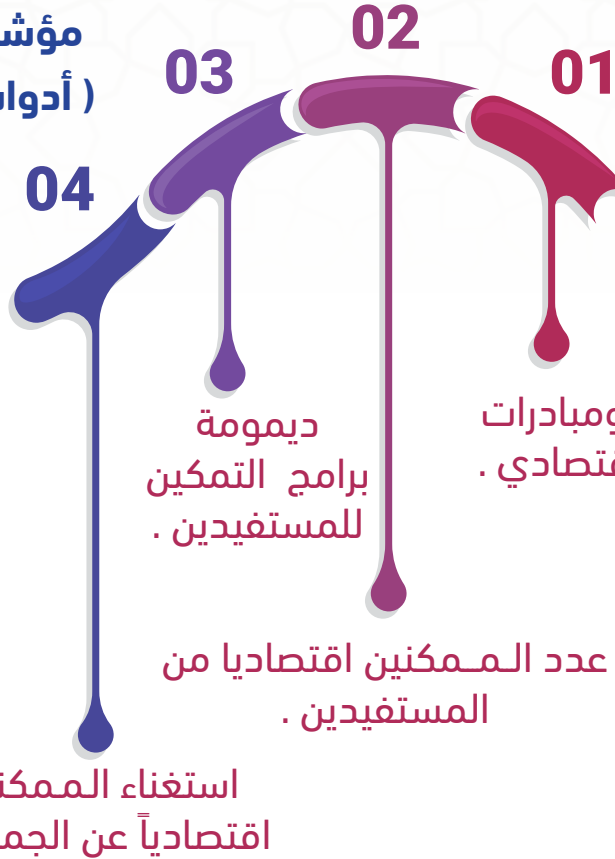 مؤش
( أدوا
01
02
03
04
ومبادرات
قتصادي .
عدد الـمـمكنين اقتصاديا من
المستفيدين .
ديمومة
برامج التمكين
للمستفيدين .
استغناء الممكن
اقتصادياً عن الجم